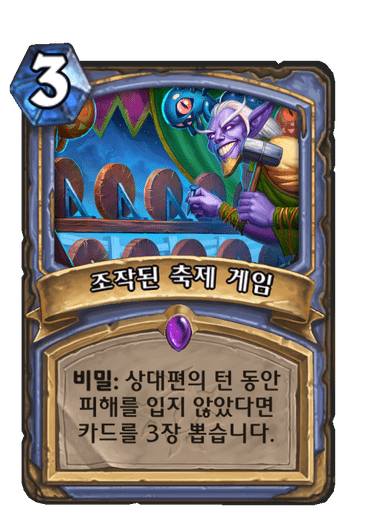 3
조작된 축제 게임
비밀: 상대편의 턴 동안
피해를 입지 않았다면
카드를 3장 뽑습니다.